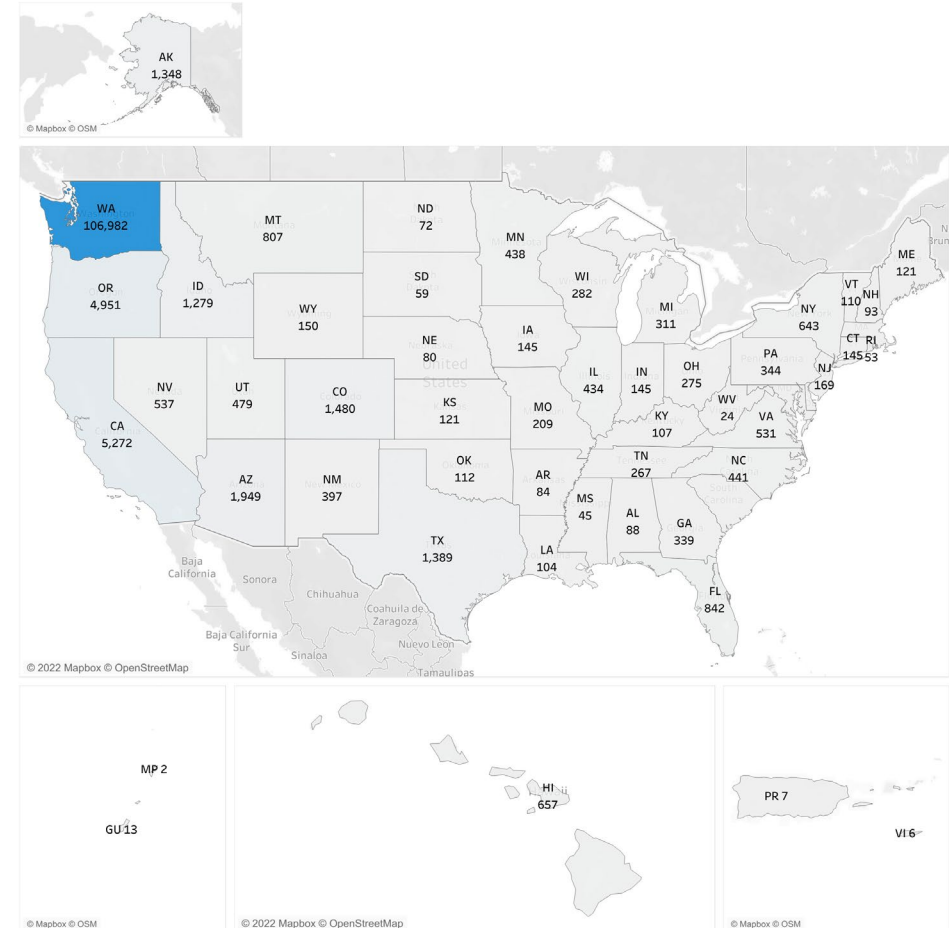 AK
1,348
© Mapbox © OSM
WA
106,982
MT
807
ND
72
MN
438
ME
121
OR
4,951
ID
1,279
SD
59
WI
282
VT
110
NH
93
WY
150
MI
311
NY
643
IA
145
NE
80
CT
145
RI
53
PA
344
United
States
NV
537
UT
479
CO
1,480
IL
434
IN
145
OH
275
NJ
169
KS
121
MO
209
WV
24
VA
531
CA
5,272
KY
107
OK
112
TN
267
NC
441
AZ
1,949
NM
397
AR
84
MS
45
AL
88
GA
339
TX
1,389
LA
104
FL
842
Baja
California
Sonora
Chihuahua
Coahuila de
Zaragoza
Baja California
Sur
Sinaloa
Nuevo León
Tamaulipas
© 2022 Mapbox © OpenStreetMap
MP 2
GU 13
© Mapbox © OSM
HI
657
© 2022 Mapbox © OpenStreetMap
PR 7
VI 6
© Mapbox © OSM